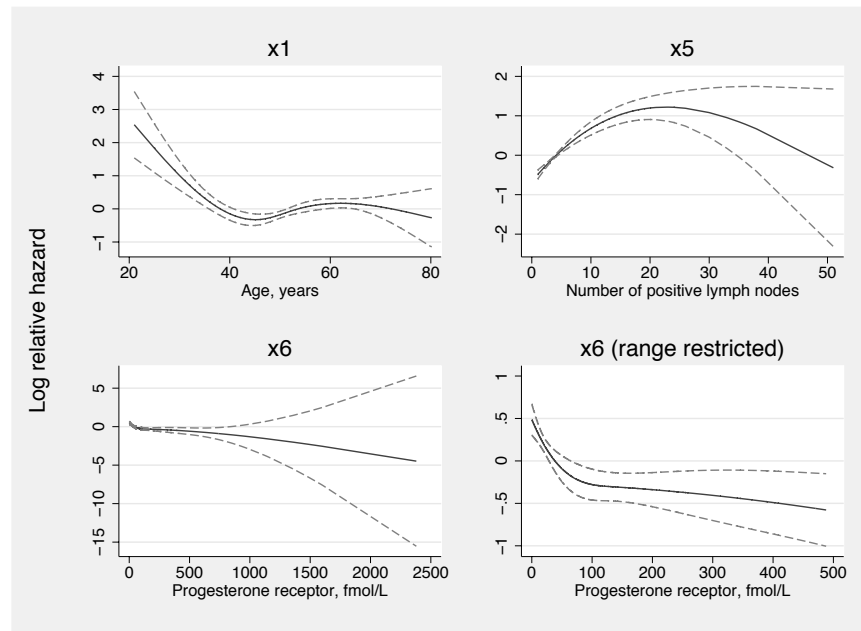 Log relative hazard
x1
4
3
2
1
0
−1
20 40 60 80
Age, years
x5
2
1
0
−1
−2
0 10 20 30 40 50
Number of positive lymph nodes
x6
5
0
−5
−10
−15
0 500 1000 1500 2000 2500
Progesterone receptor, fmol/L
x6 (range restricted)
1
.5
0
−.5
−1
0 100 200 300 400 500
Progesterone receptor, fmol/L